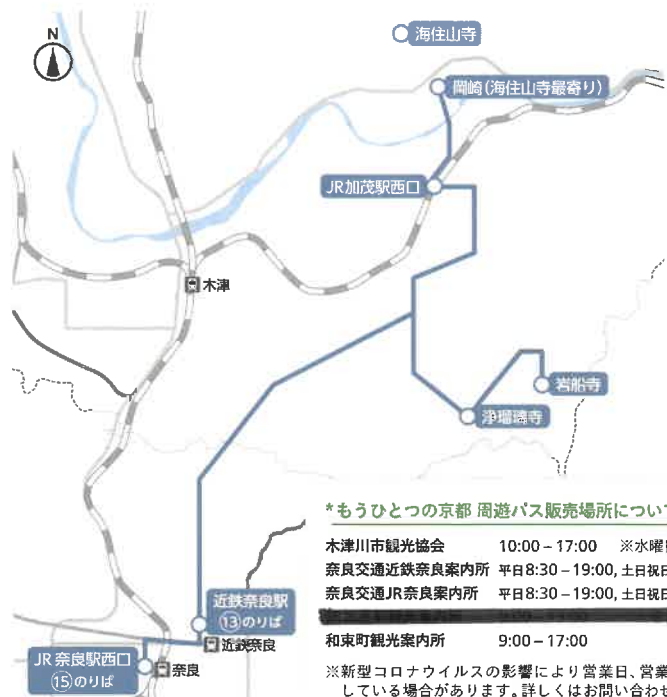 N
海住山寺
岡崎(海住山寺最寄り)
JR加茂駅西口
木津
岩船寺
浄瑠璃寺
近鉄奈良駅
⑬のりば
近鉄奈良
JR 奈良駅西口
⑮のりば
奈良
*もうひとつの京都 周遊パス販売場所につい
木津川市観光協会 10:00 – 17:00 ※水曜
奈良交通近鉄奈良案内所 平日8:30 – 19:00, 土日祝日
奈良交通JR奈良案内所 平日8:30 – 19:00, 土日祝日
和束町観光案内所 9:00 – 17:00
※新型コロナウイルスの影響により営業日、営業
している場合があります。詳しくはお問い合わせ